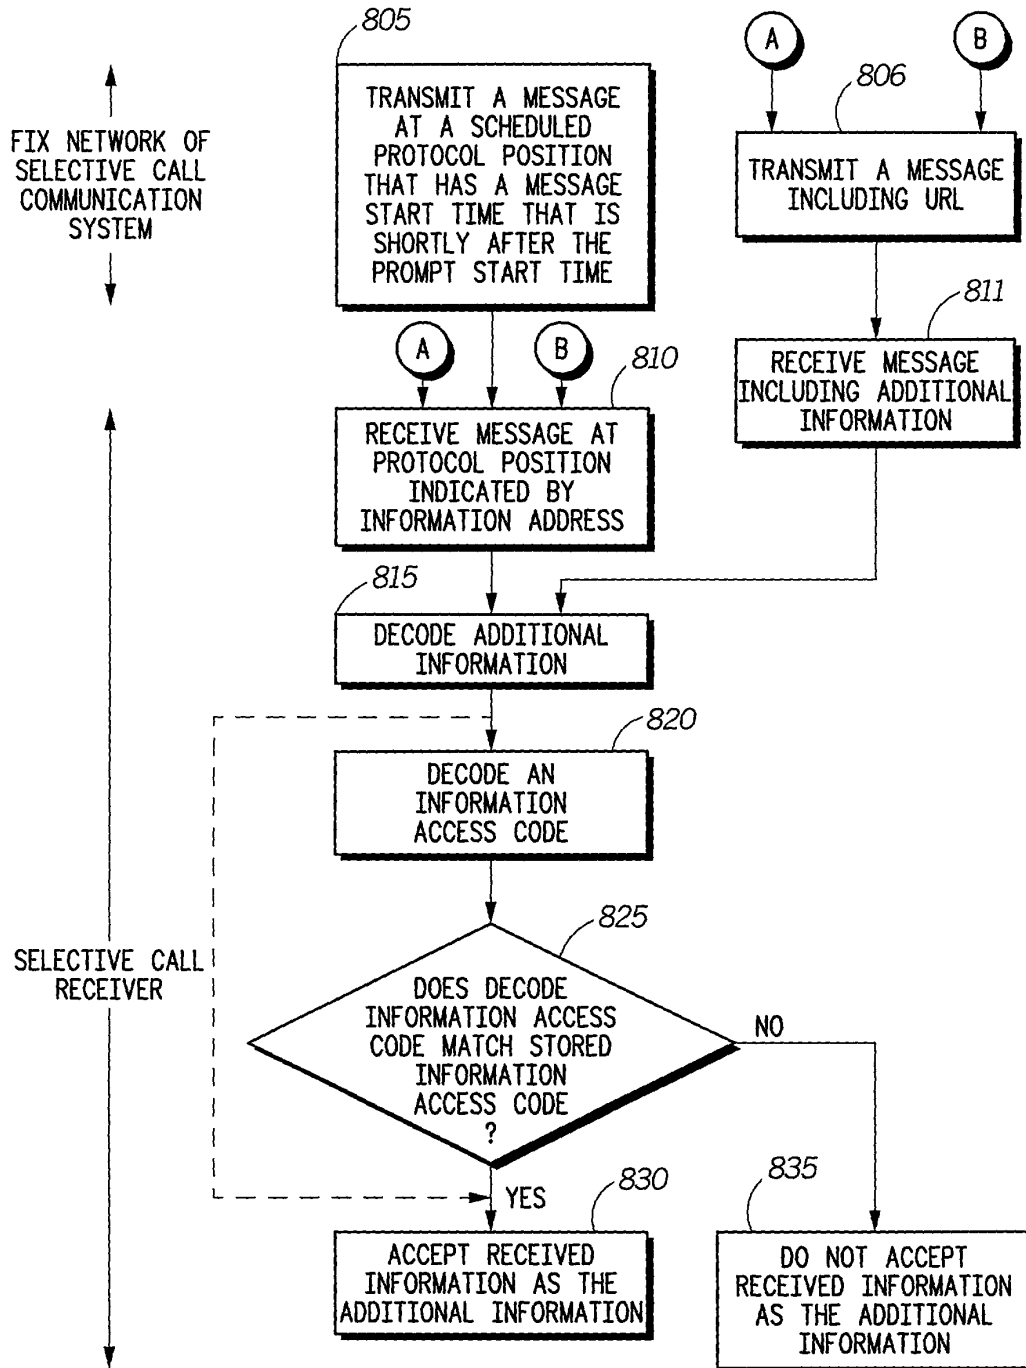 805
TRANSMIT A MESSAGE
AT A SCHEDULED
PROTOCOL POSITION
THAT HAS A MESSAGE
START TIME THAT IS
SHORTLY AFTER THE
PROMPT START TIME
FIX NETWORK OF
SELECTIVE CALL
COMMUNICATION
SYSTEM
A
B
806
TRANSMIT A MESSAGE
INCLUDING URL
811
RECEIVE MESSAGE
INCLUDING ADDITIONAL
INFORMATION
A
B
810
RECEIVE MESSAGE AT
PROTOCOL POSITION
INDICATED BY
INFORMATION ADDRESS
815
DECODE ADDITIONAL
INFORMATION
820
DECODE AN
INFORMATION
ACCESS CODE
825
DOES DECODE
INFORMATION ACCESS
CODE MATCH STORED
INFORMATION
ACCESS CODE
?
NO
YES
SELECTIVE CALL
RECEIVER
830
ACCEPT RECEIVED
INFORMATION AS THE
ADDITIONAL INFORMATION
835
DO NOT ACCEPT
RECEIVED INFORMATION
AS THE ADDITIONAL
INFORMATION